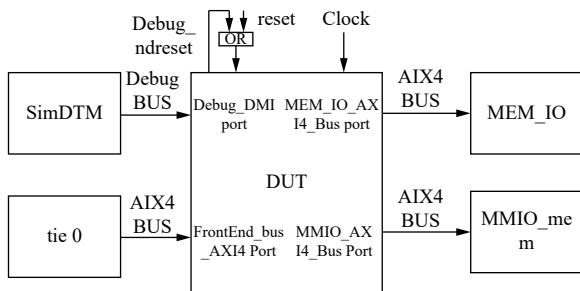 Debug_
ndreset
reset
Clock
OR
Debug
BUS
AIX4
BUS
SimDTM
Debug_DMI
port
MEM_IO_AX
I4_Bus port
MEM_IO
DUT
AIX4
BUS
AIX4
BUS
tie 0
FrontEnd_bus
_AXI4 Port
MMIO_AX
I4_Bus Port
MMIO_me
m